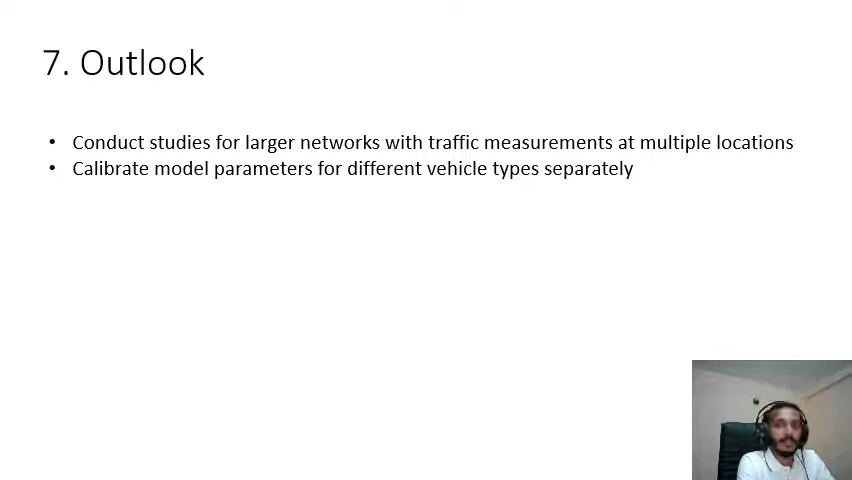 7. Outlook
• Conduct studies for larger networks with traffic measurements at multiple locations
• Calibrate model parameters for different vehicle types separately